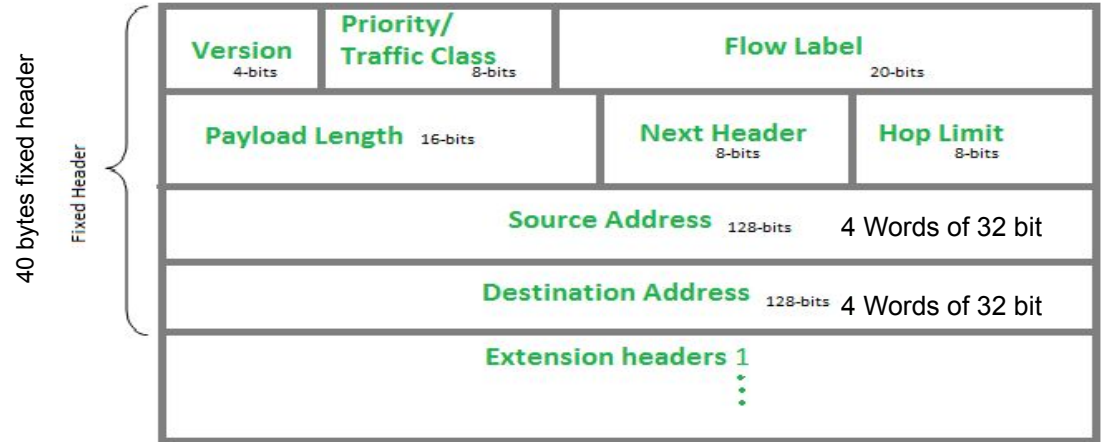 40 bytes fixed header
Fixed Header
Version
4-bits
Priority/
Traffic Class
8-bits
Flow Label
20-bits
Payload Length 16-bits
Next Header
8-bits
Hop Limit
8-bits
Source Address 128-bits 4 Words of 32 bit
Destination Address 128-bits 4 Words of 32 bit
Extension headers 1